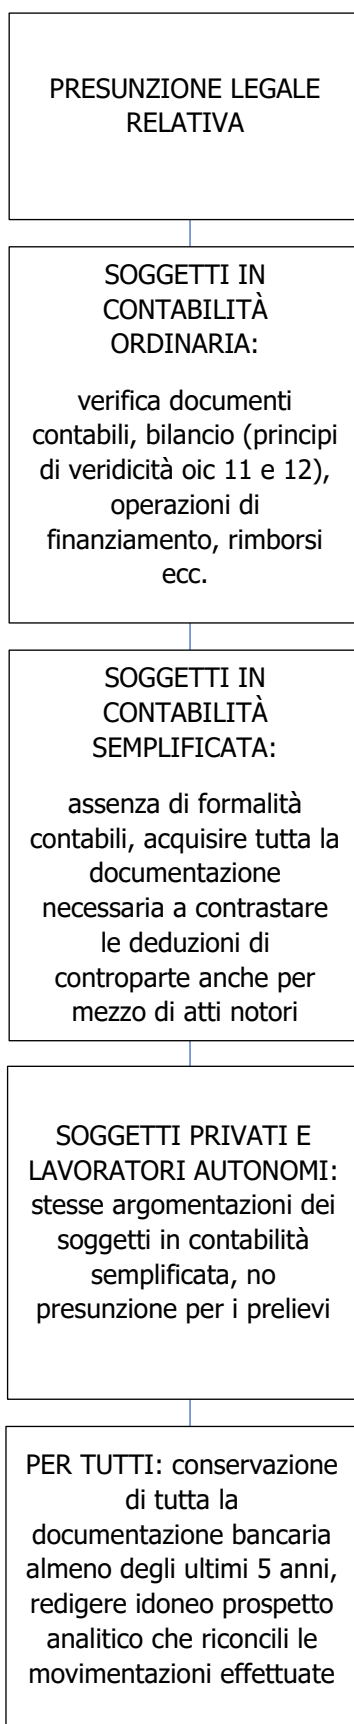 PRESUNZIONE LEGALE
RELATIVA
SOGGETTI IN
CONTABILITÀ
ORDINARIA:
verifica documenti
contabili, bilancio (principi
di veridicità oic 11 e 12),
operazioni di
finanziamento, rimborsi
ecc.
SOGGETTI IN
CONTABILITÀ
SEMPLIFICATA:
assenza di formalità
contabili, acquisire tutta la
documentazione
necessaria a contrastare
le deduzioni di
controparte anche per
mezzo di atti notori
SOGGETTI PRIVATI E
LAVORATORI AUTONOMI:
stesse argomentazioni dei
soggetti in contabilità
semplificata, no
presunzione per i prelievi
PER TUTTI: conservazione
di tutta la
documentazione bancaria
almeno degli ultimi 5 anni,
redigere idoneo prospetto
analitico che riconcili le
movimentazioni effettuate